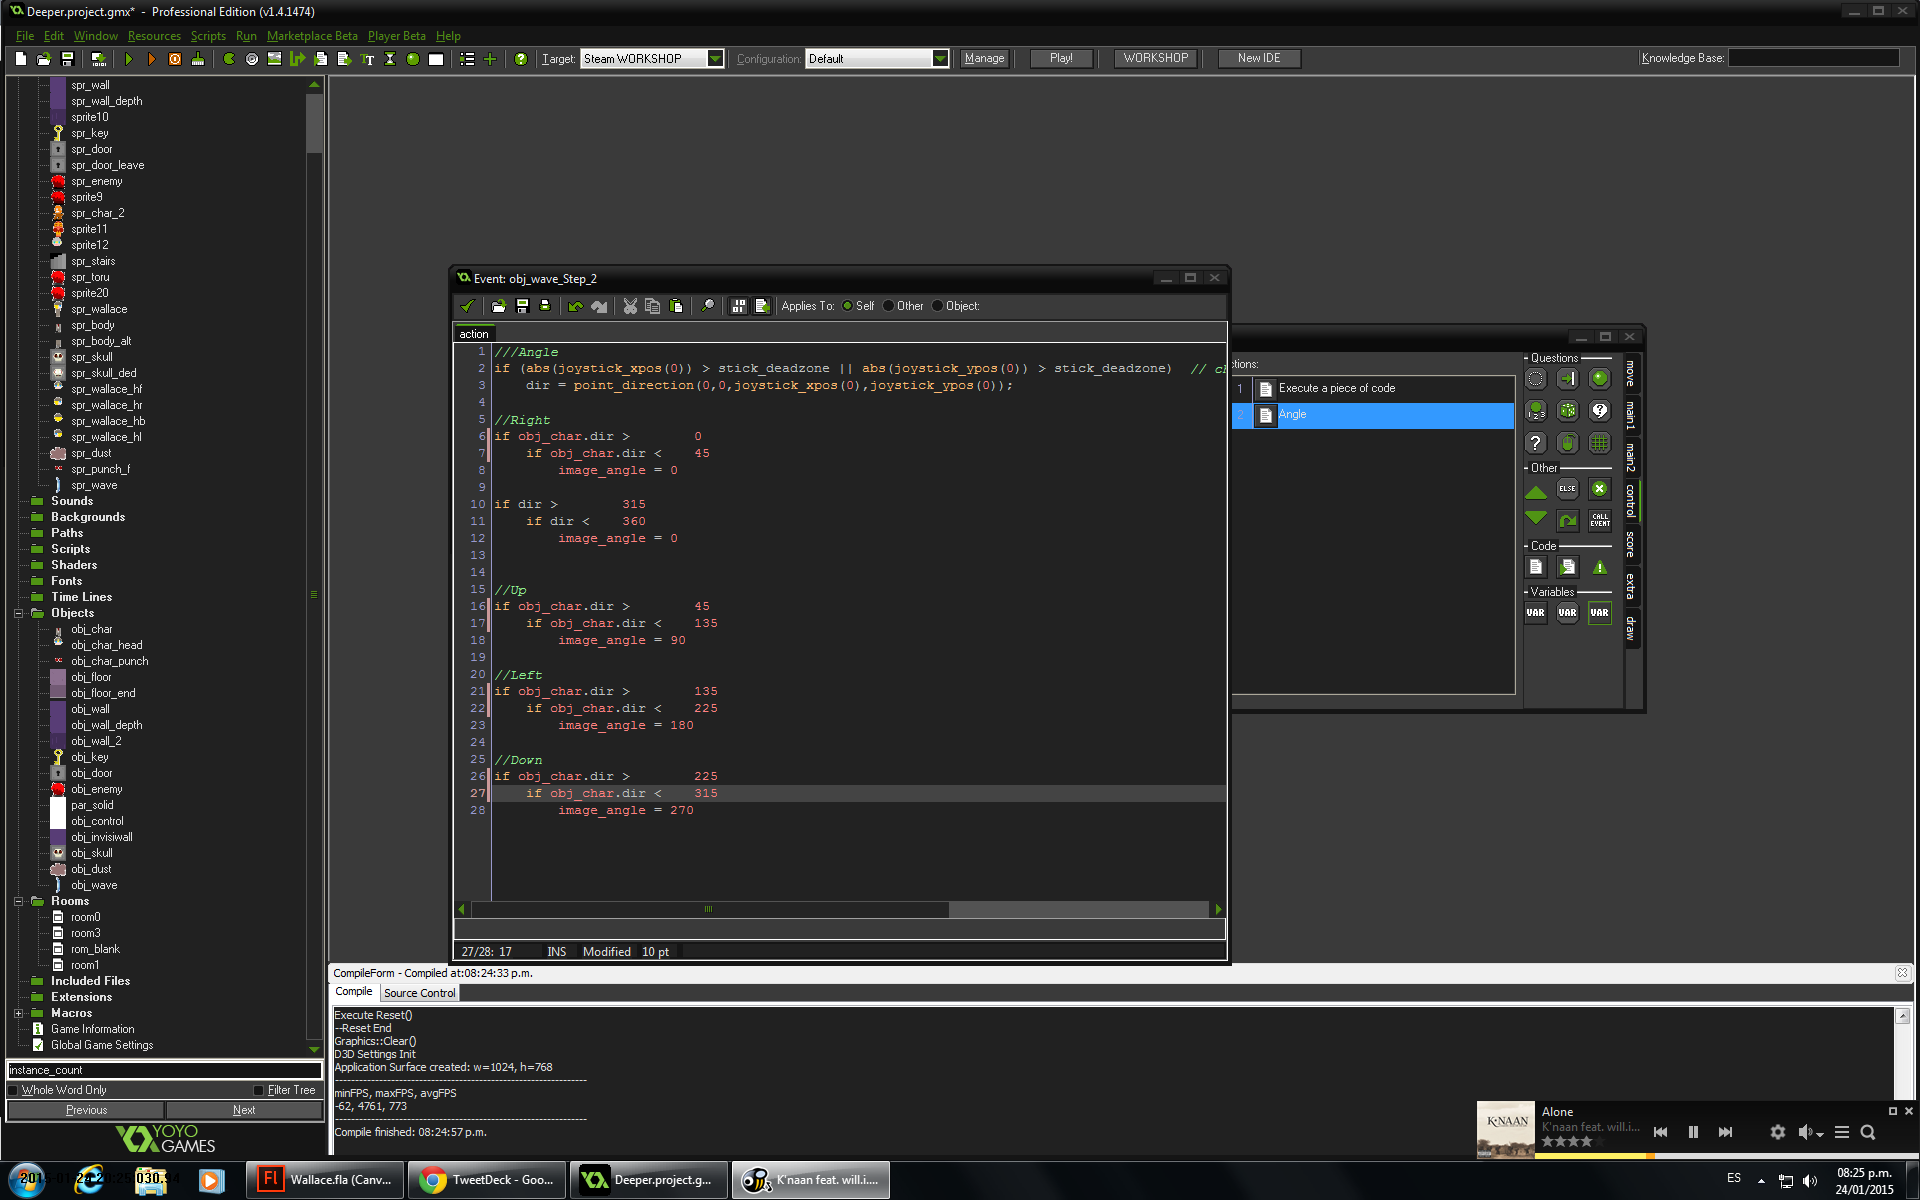 Deeper.project.gmx* - Professional Edition (v1.4.1474)
File Edit Window Resources Scripts Run Marketplace Beta Player Beta Help
Target: Steam WORKSHOP Configuration: Default Manage Play! WORKSHOP New IDE Knowledge Base:
spr_wall
spr_wall_depth
sprite10
spr_key
spr_door
spr_door_leave
spr_enemy
sprite9
spr_char_2
sprite11
sprite12
spr_stairs
spr_toru
sprite20
spr_wallace
spr_body
spr_body_alt
spr_skull
spr_skull_ded
spr_wallace_hf
spr_wallace_hr
spr_wallace_hb
spr_wallace_hl
spr_dust
spr_punch_f
spr_wave
Sounds
Backgrounds
Paths
Scripts
Shaders
Fonts
Time Lines
Objects
obj_char
obj_char_head
obj_char_punch
obj_floor
obj_floor_end
obj_wall
obj_wall_depth
obj_wall_2
obj_key
obj_door
obj_enemy
par_solid
obj_control
obj_invisiwall
obj_skull
obj_dust
obj_wave
Rooms
room0
room3
rom_blank
room1
Included Files
Extensions
Macros
Game Information
Global Game Settings
instance_count
Whole Word Only Filter Tree
Previous Next
YOYO
GAMES
Event: obj_wave_Step_2
Applies To: Self Other Object:
action
1 ///Angle
2 if (abs(joystick_xpos(0)) > stick_deadzone || abs(joystick_ypos(0)) > stick_deadzone) // c
3 dir = point_direction(0,0,joystick_xpos(0),joystick_ypos(0));
4
5 //Right
6 if obj_char.dir > 0
7 if obj_char.dir < 45
8 image_angle = 0
9
10 if dir > 315
11 if dir < 360
12 image_angle = 0
13
14
15 //Up
16 if obj_char.dir > 45
17 if obj_char.dir < 135
18 image_angle = 90
19
20 //Left
21 if obj_char.dir > 135
22 if obj_char.dir < 225
23 image_angle = 180
24
25 //Down
26 if obj_char.dir > 225
27 if obj_char.dir < 315
28 image_angle = 270
27/28: 17 INS Modified 10 pt
ctions:
1 Execute a piece of code
2 Angle
Questions
1 2 3
?
Other
ELSE
CALL
EVENT
Code
Variables
VAR VAR VAR
move
main1
main2
control
score
extra
draw
CompileForm - Compiled at:08:24:33 p.m.
Compile Source Control
Execute Reset()
--Reset End
Graphics::Clear()
D3D Settings Init
Application Surface created: w=1024, h=768
minFPS, maxFPS, avgFPS
-62, 4761, 773
Compile finished: 08:24:57 p.m.
K'NAAN
Alone
K'naan feat. will.i...
Wallace.fla (Canv...
TweetDeck - Goo...
Deeper.project.g...
K'naan feat. will.i....
ES
08:25 p.m.
24/01/2015